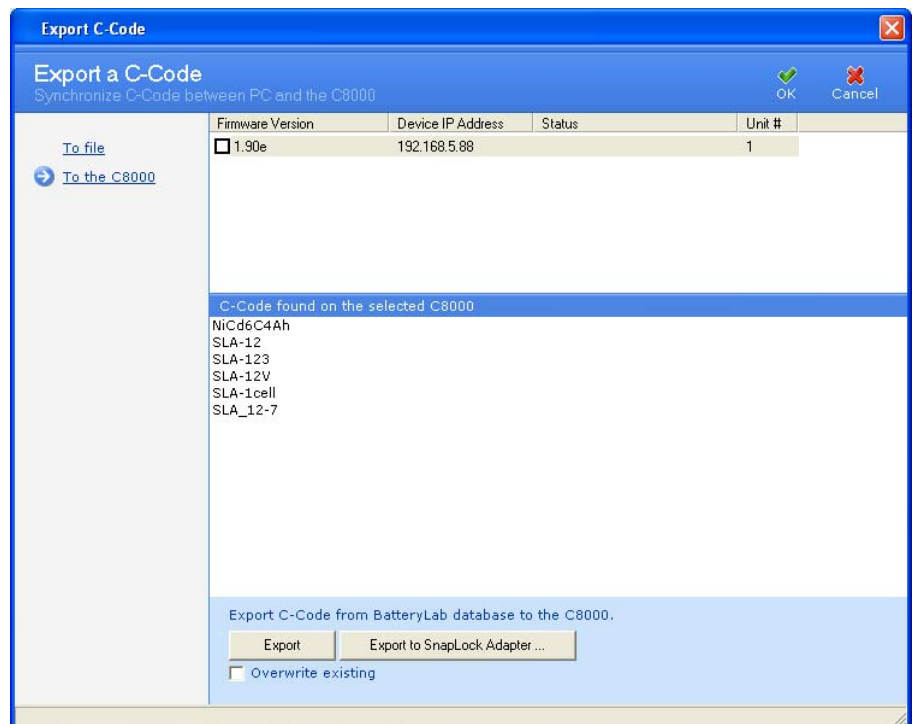 Export C-Code
Export a C-Code
Synchronize C-Code between PC and the C8000
OK
Cancel
To file
To the C8000
Firmware Version Device IP Address Status Unit #
1.90e 192.168.5.88 1
C-Code found on the selected C8000
NiCd6C4Ah
SLA-12
SLA-123
SLA-12V
SLA-1cell
SLA_12-7
Export C-Code from BatteryLab database to the C8000.
Export
Export to SnapLock Adapter ...
Overwrite existing